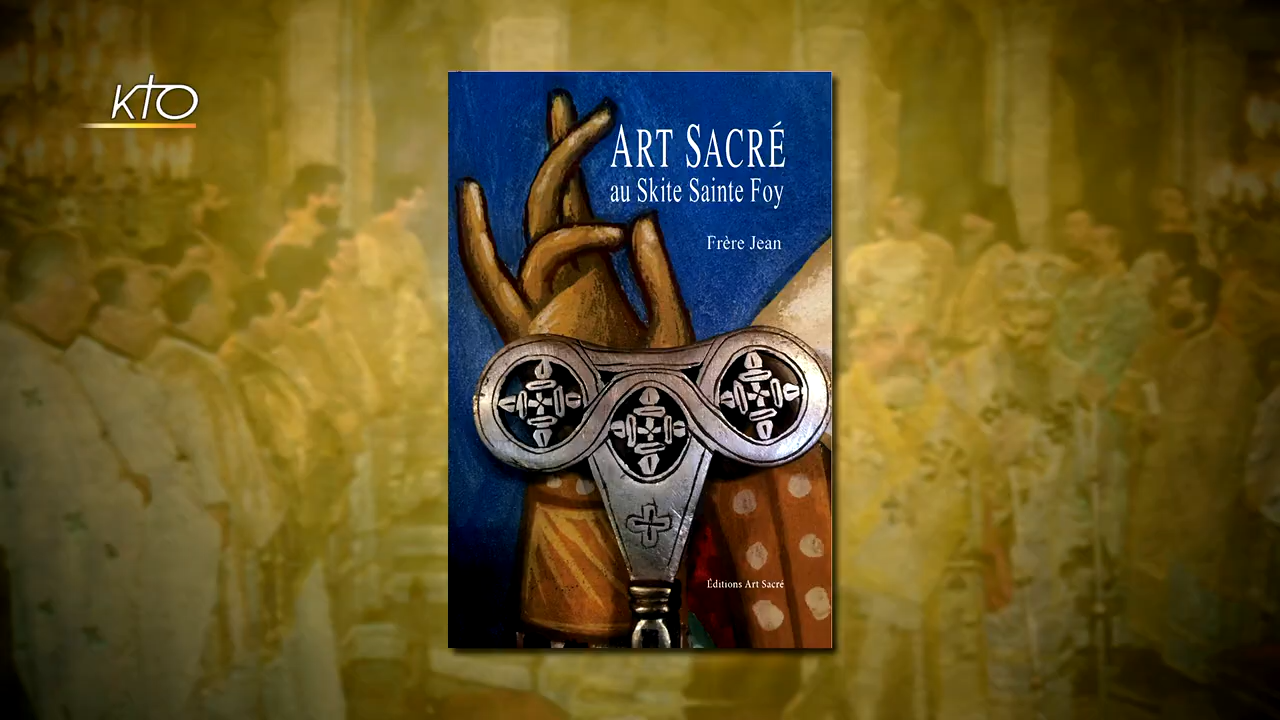 KTO
ART SACRÉ
au Skite Sainte Foy
Frère Jean
Éditions Art Sacré